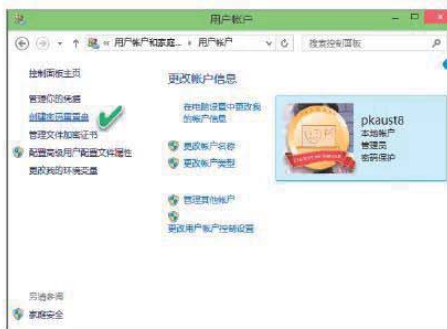 用户帐户
用户帐户和家庭... ▸ 用户帐户
搜索控制面板
控制面板主页
管理你的凭据
创建密码重置盘
管理文件加密证书
配置高级用户配置文件属性
更改我的环境变量
另请参阅
家庭安全
更改帐户信息
在电脑设置中更改我
的帐户信息
更改帐户名称
更改帐户类型
管理其他帐户
更改用户帐户控制设置
pkaust8
本地帐户
管理员
密码保护